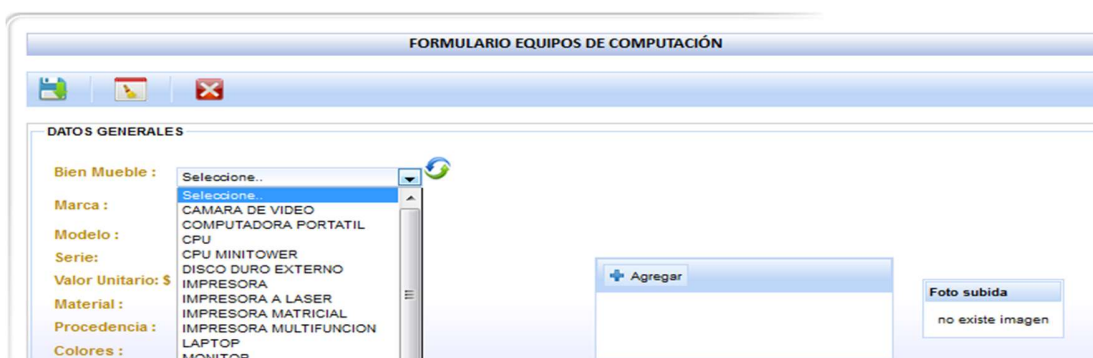 FORMULARIO EQUIPOS DE COMPUTACIÓN
DATOS GENERALES
Bien Mueble :
Seleccione..
Seleccione..
CAMARA DE VIDEO
COMPUTADORA PORTATIL
CPU
CPU MINITOWER
DISCO DURO EXTERNO
IMPRESORA
IMPRESORA A LASER
IMPRESORA MATRICIAL
IMPRESORA MULTIFUNCION
LAPTOP
MONITOR
Marca :
Modelo :
Serie:
Valor Unitario: $
Material :
Procedencia :
Colores :
Agregar
Foto subida
no existe imagen